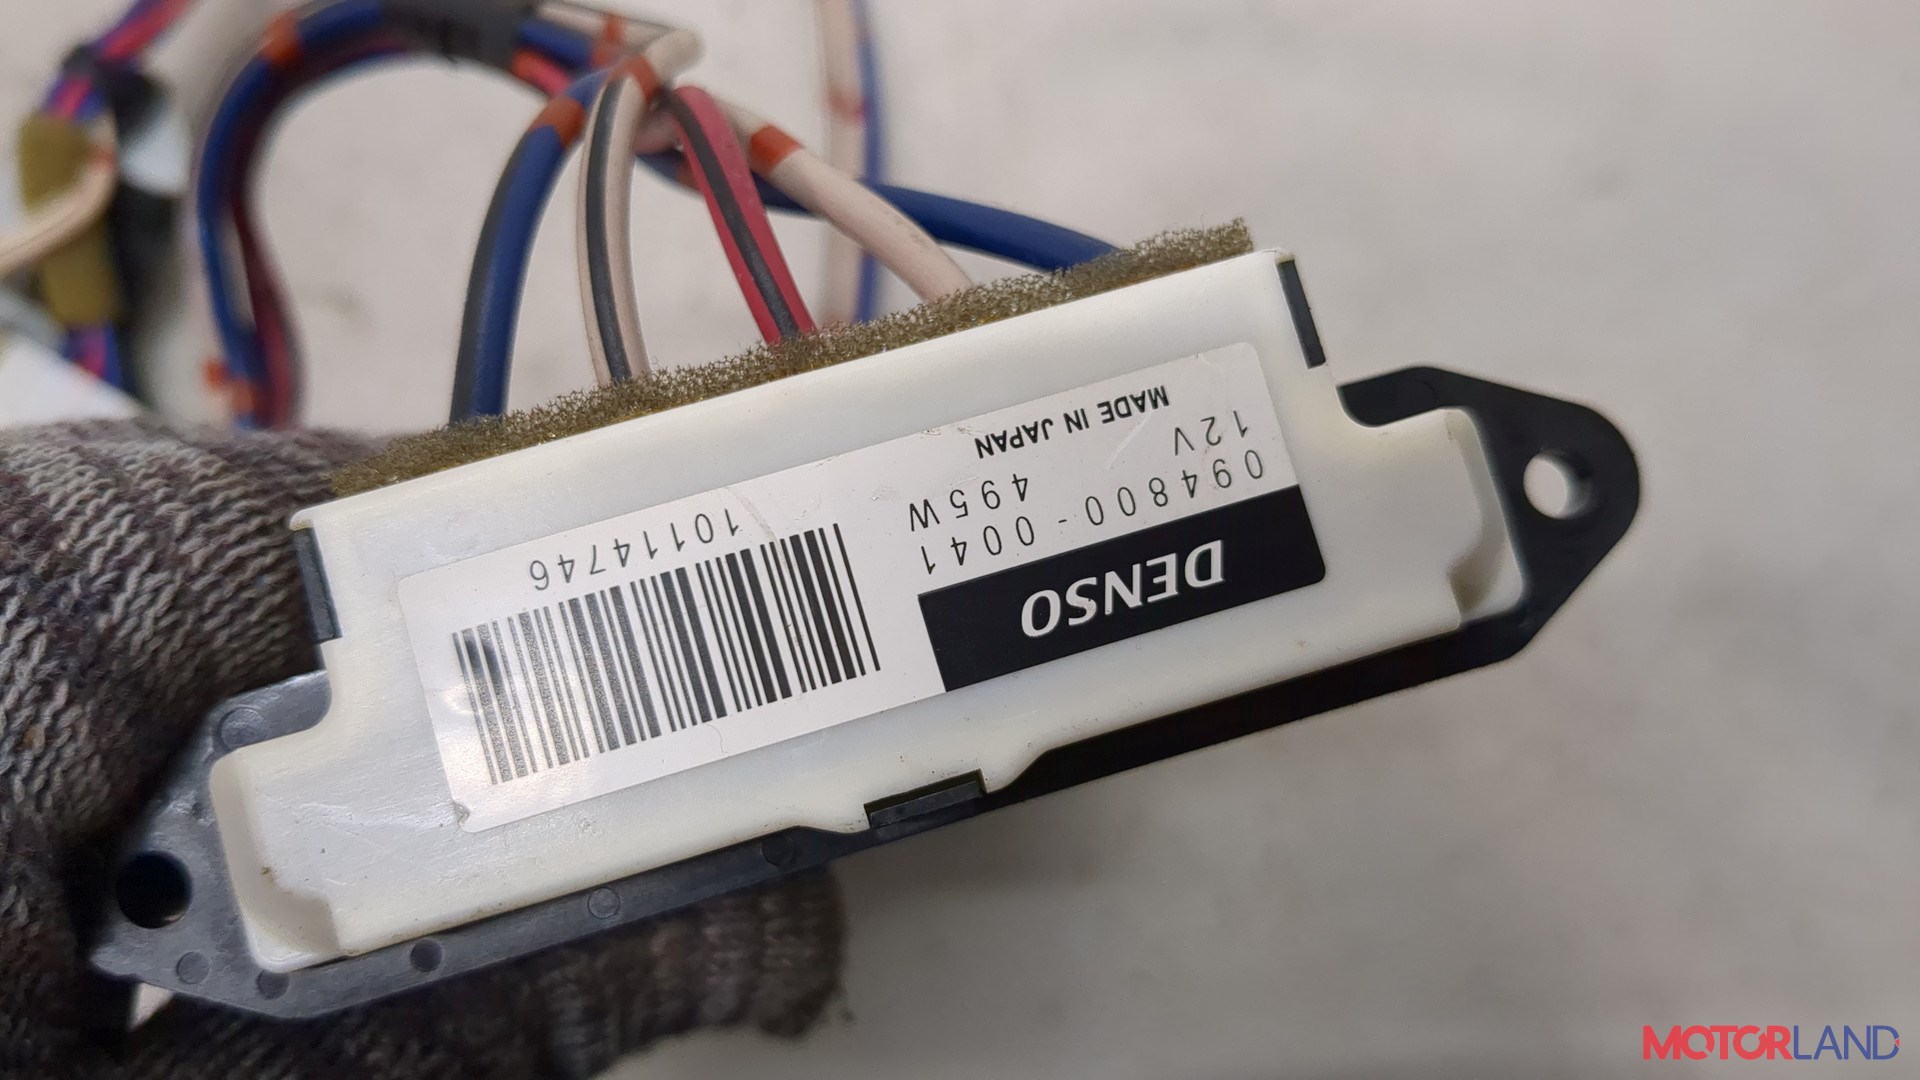 DENSO
094800-0041
12V 495W
MADE IN JAPAN
10114746
MOTORLAND